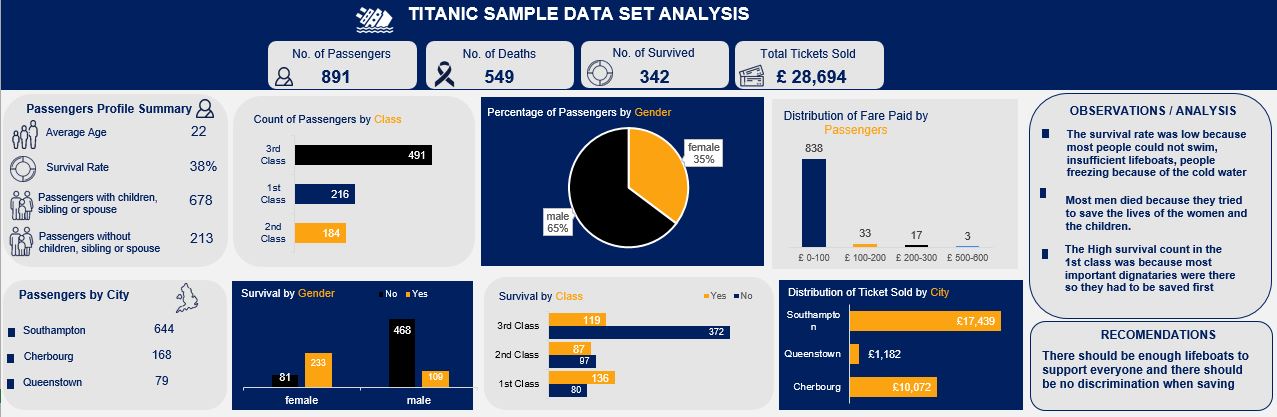 TITANIC SAMPLE DATA SET ANALYSIS
No. of Passengers
891
No. of Deaths
549
No. of Survived
342
Total Tickets Sold
£ 28,694
Passengers Profile Summary
Average Age 22
Survival Rate 38%
Passengers with children,
sibling or spouse 678
Passengers without
children, sibling or spouse 213
Count of Passengers by Class
3rd
Class 491
1st
Class 216
2nd
Class 184
Percentage of Passengers by Gender
female
35%
male
65%
Distribution of Fare Paid by
Passengers
838
33
17
3
£ 0-100 £ 100-200 £ 200-300 £ 500-600
OBSERVATIONS / ANALYSIS
The survival rate was low because
most people could not swim,
insufficient lifeboats, people
freezing because of the cold water
Most men died because they tried
to save the lives of the women and
the children.
The High survival count in the
1st class was because most
important dignataries were there
so they had to be saved first
Passengers by City
Southampton 644
Cherbourg 168
Queenstown 79
Survival by Gender
No Yes
81 233 468 109
female male
Survival by Class
Yes No
3rd Class 119
372
2nd Class 87
97
1st Class 136
80
Distribution of Ticket Sold by City
Southampto
n £17,439
Queenstown £1,182
Cherbourg £10,072
RECOMENDATIONS
There should be enough lifeboats to
support everyone and there should
be no discrimination when saving